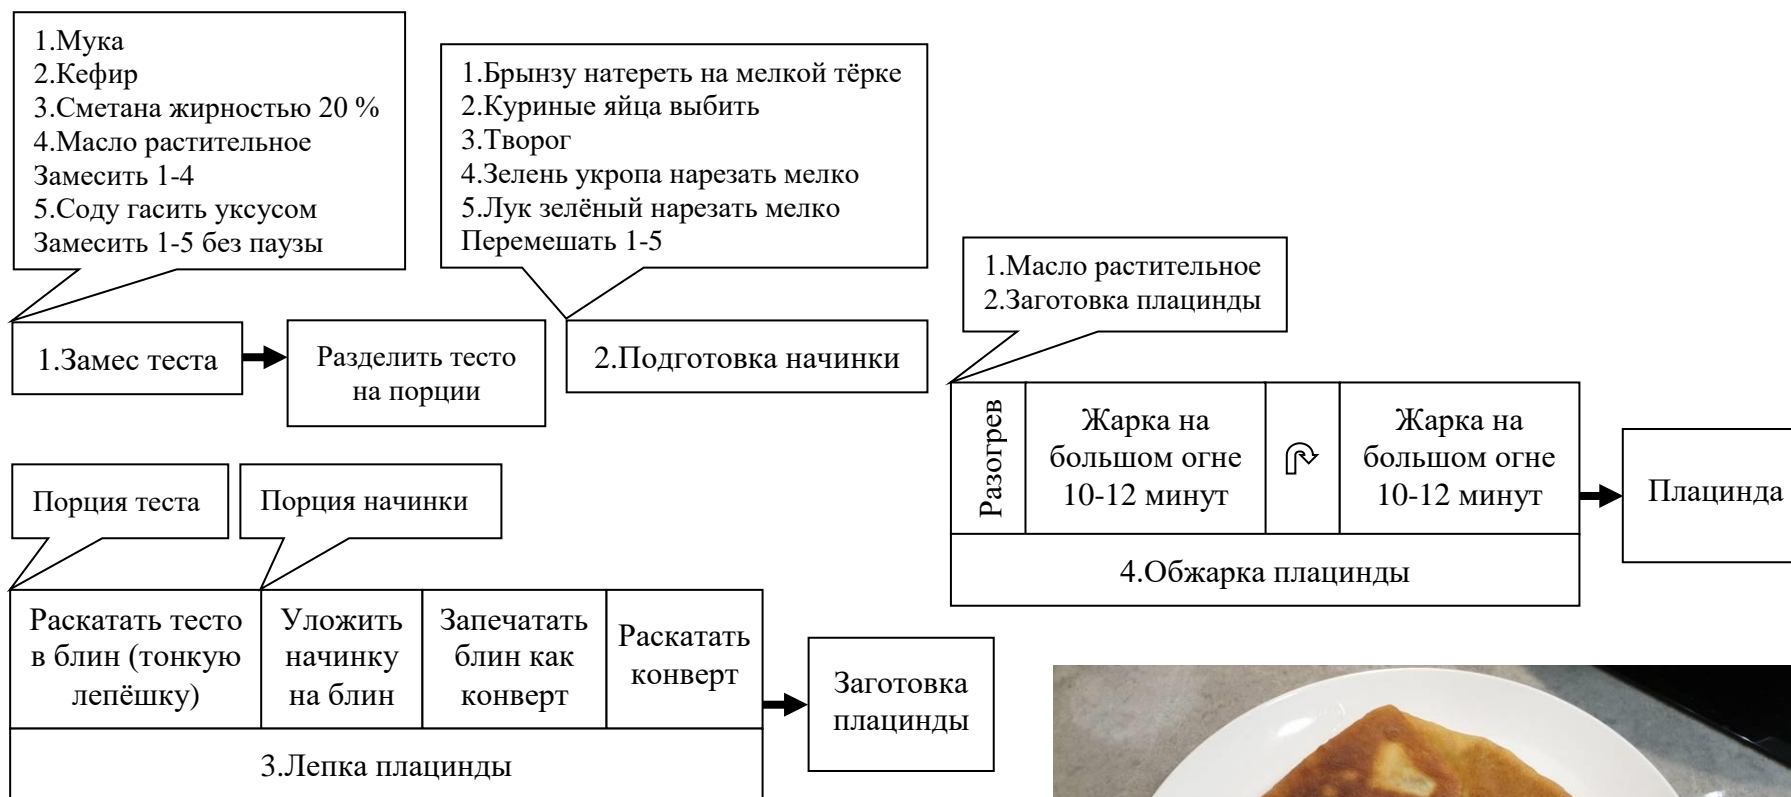 1.Мука
2.Кефир
3.Сметана жирностью 20 %
4.Масло растительное
Замесить 1-4
5.Соду гасить уксусом
Замесить 1-5 без паузы
1.Брынзу натереть на мелкой тёрке
2.Куриные яйца выбить
3.Творог
4.Зелень укропа нарезать мелко
5.Лук зелёный нарезать мелко
Перемешать 1-5
1.Масло растительное
2.Заготовка плацинды
1.Замес теста
Разделить тесто
на порции
2.Подготовка начинки
Разогрев
Жарка на
большом огне
10-12 минут
Жарка на
большом огне
10-12 минут
4.Обжарка плацинды
Плацинда
Порция теста
Порция начинки
Раскатать тесто
в блин (тонкую
лепёшку)
Уложить
начинку
на блин
Запечатать
блин как
конверт
Раскатать
конверт
3.Лепка плацинды
Заготовка
плацинды